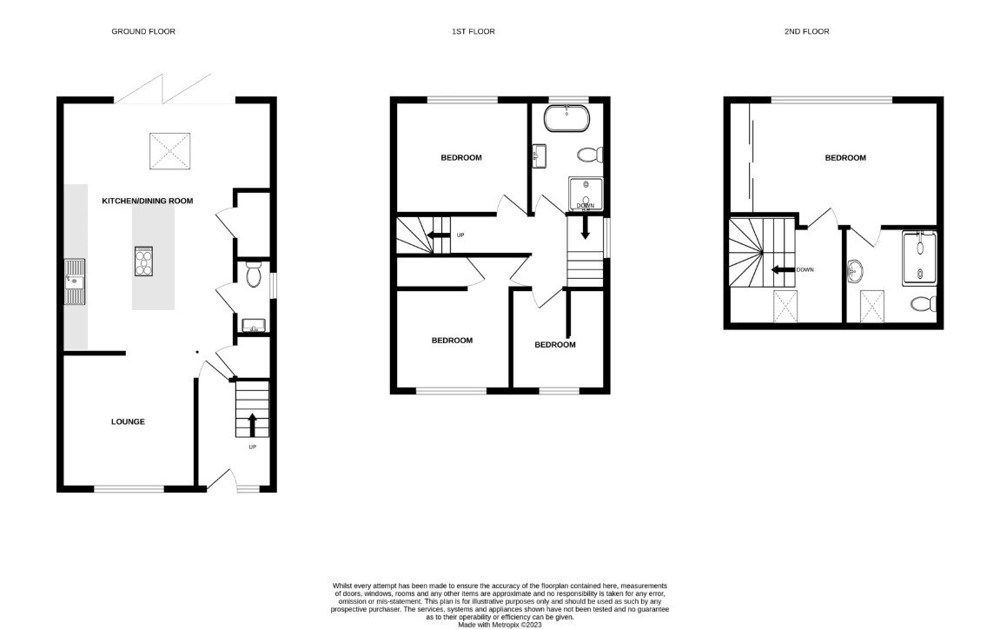 GROUND FLOOR
1ST FLOOR
2ND FLOOR
KITCHEN/DINING ROOM
LOUNGE
UP
BEDROOM
DOWN
UP
BEDROOM
BEDROOM
BEDROOM
DOWN
Whilst every attempt has been made to ensure the accuracy of the floorplan contained here, measurements
of doors, windows, rooms and any other items are approximate and no responsibility is taken for any error,
omission or mis-statement. This plan is for illustrative purposes only and should be used as such by any
prospective purchaser. The services, systems and appliances shown have not been tested and no guarantee
as to their operability or efficiency can be given.
Made with Metropix ©2023